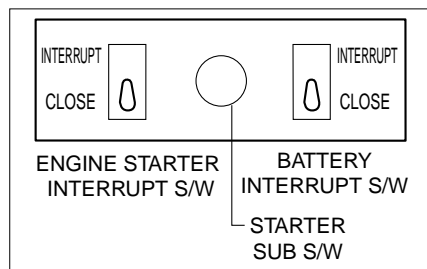 INTERRUPT
CLOSE
INTERRUPT
CLOSE
ENGINE STARTER
INTERRUPT S/W
BATTERY
INTERRUPT S/W
STARTER
SUB S/W